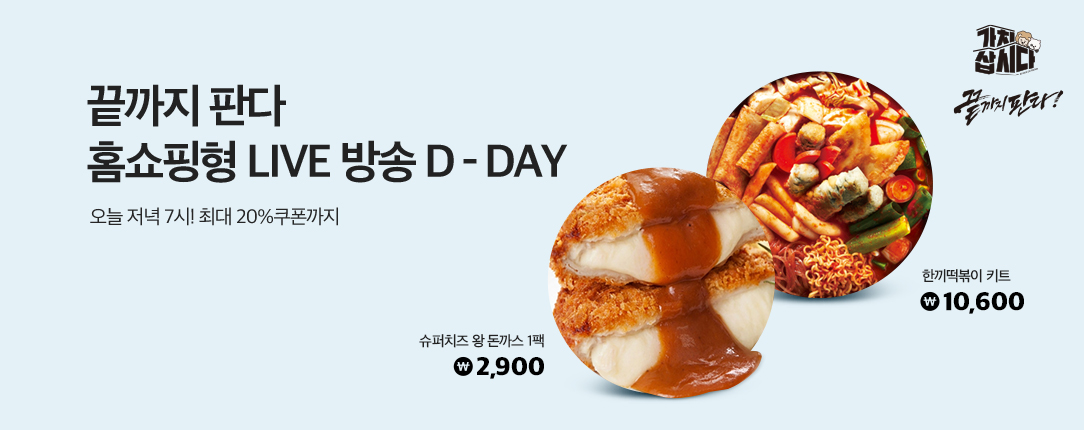 끝까지 판다
홈쇼핑형 LIVE 방송 D - DAY
오늘 저녁 7시! 최대 20%쿠폰까지
가치
삽시다
끝까지판다!
한끼떡볶이 키트
₩ 10,600
슈퍼치즈 왕 돈까스 1팩
₩ 2,900